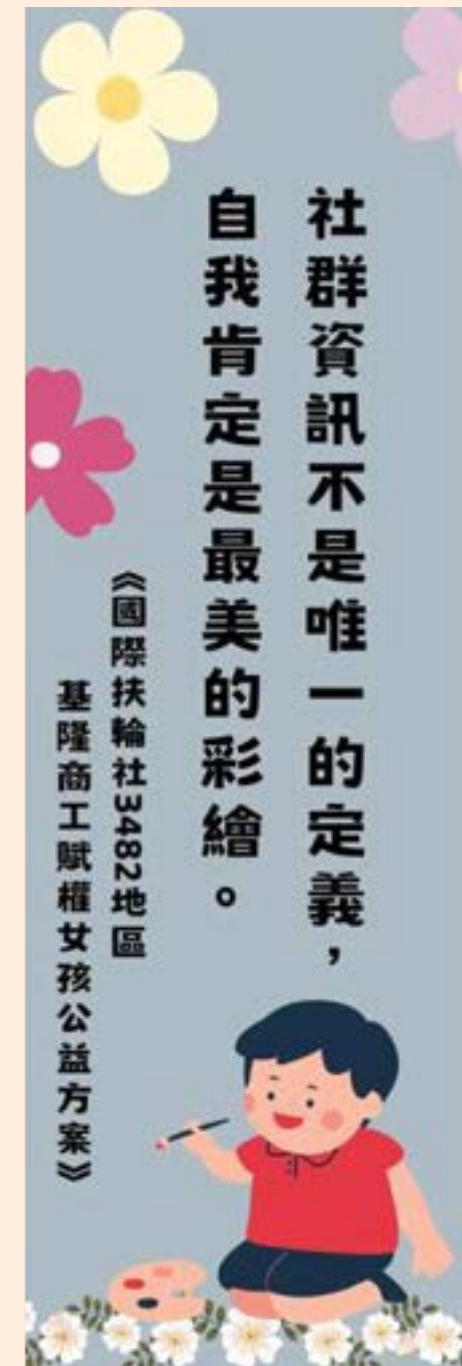 社群資訊不是唯一的定義，
自我肯定是最美的彩繪。
《國際扶輪社3482地區
基隆商工賦權女孩公益方案》